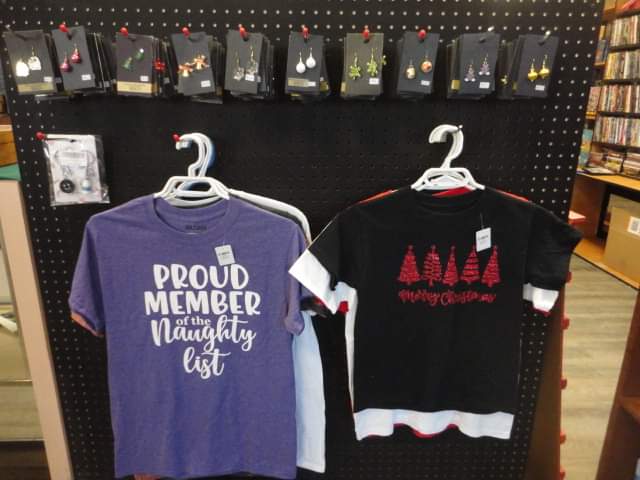 PROUD
MEMBER
of the
Naughty
list
Merry Christmas